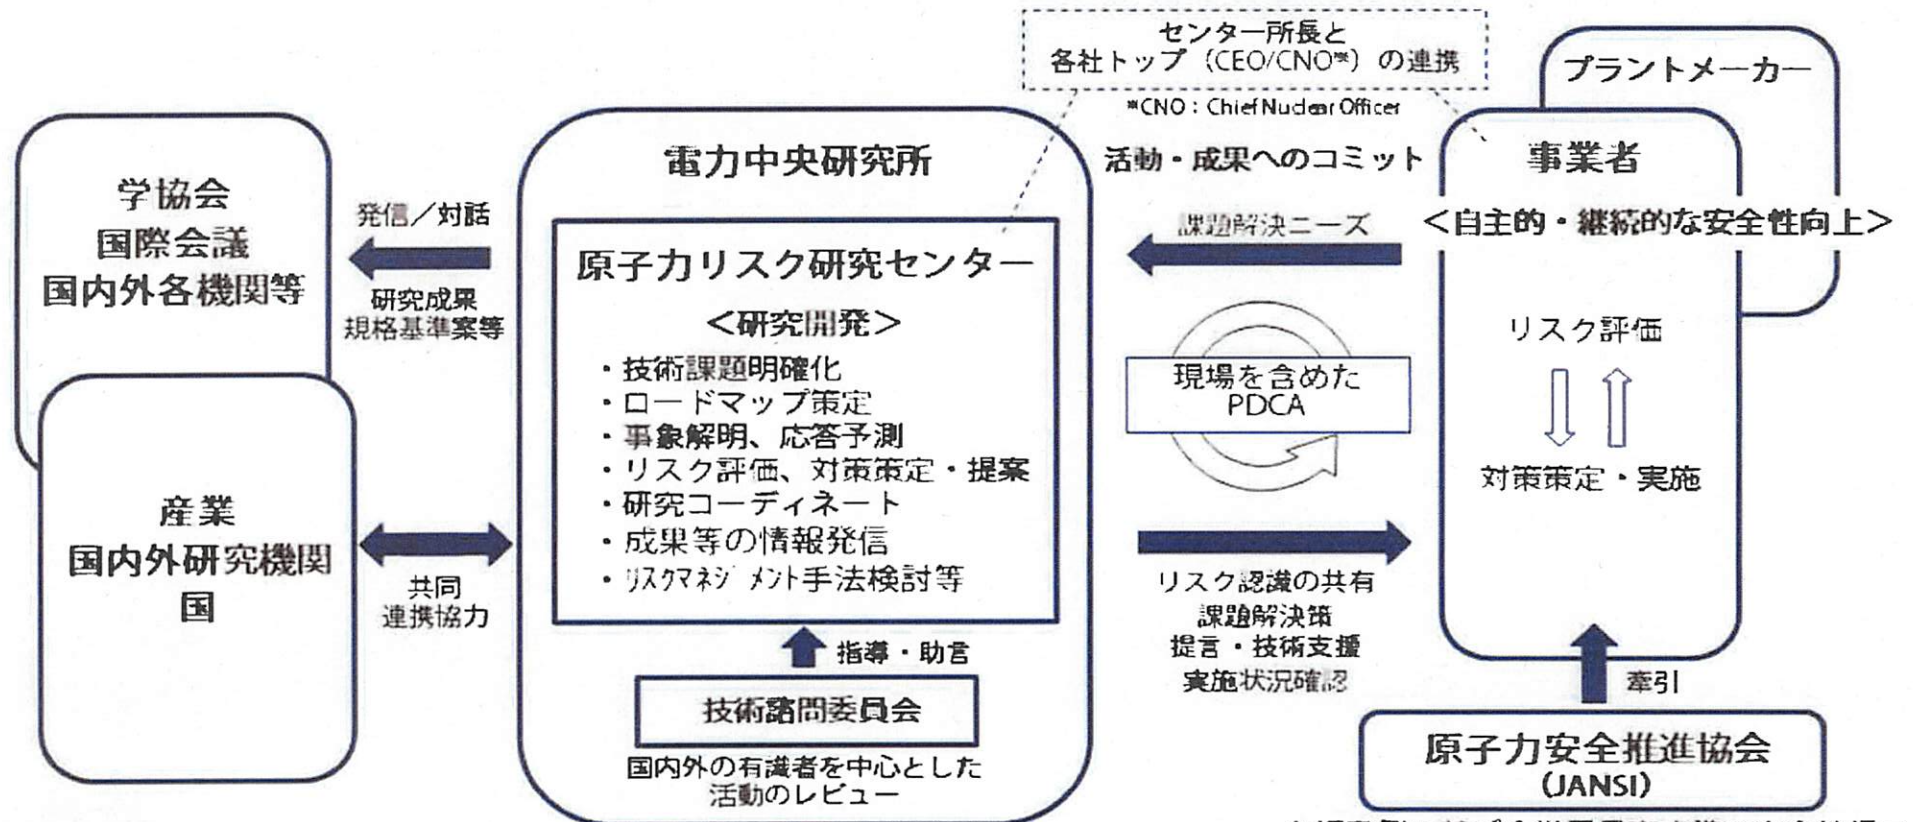 センター所長と
各社トップ（CEO/CNO※）の連携
※CNO：Chief Nuclear Officer
プラントメーカー
学協会
国際会議
国内外各機関等
発信／対話
研究成果
規格基準案等
産業
国内外研究機関
国
共同
連携協力
電力中央研究所
原子力リスク研究センター
＜研究開発＞
・技術課題明確化
・ロードマップ策定
・事象解明、応答予測
・リスク評価、対策策定・提案
・研究コーディネート
・成果等の情報発信
・ﾘｽｸﾏﾈｼﾞﾒﾝﾄ手法検討等
指導・助言
技術諮問委員会
国内外の有識者を中心とした
活動のレビュー
活動・成果へのコミット
課題解決ニーズ
現場を含めた
PDCA
リスク認識の共有
課題解決策
提言・技術支援
実施状況確認
事業者
＜自主的・継続的な安全性向上＞
リスク評価
対策策定・実施
牽引
原子力安全推進協会
（JANSI）